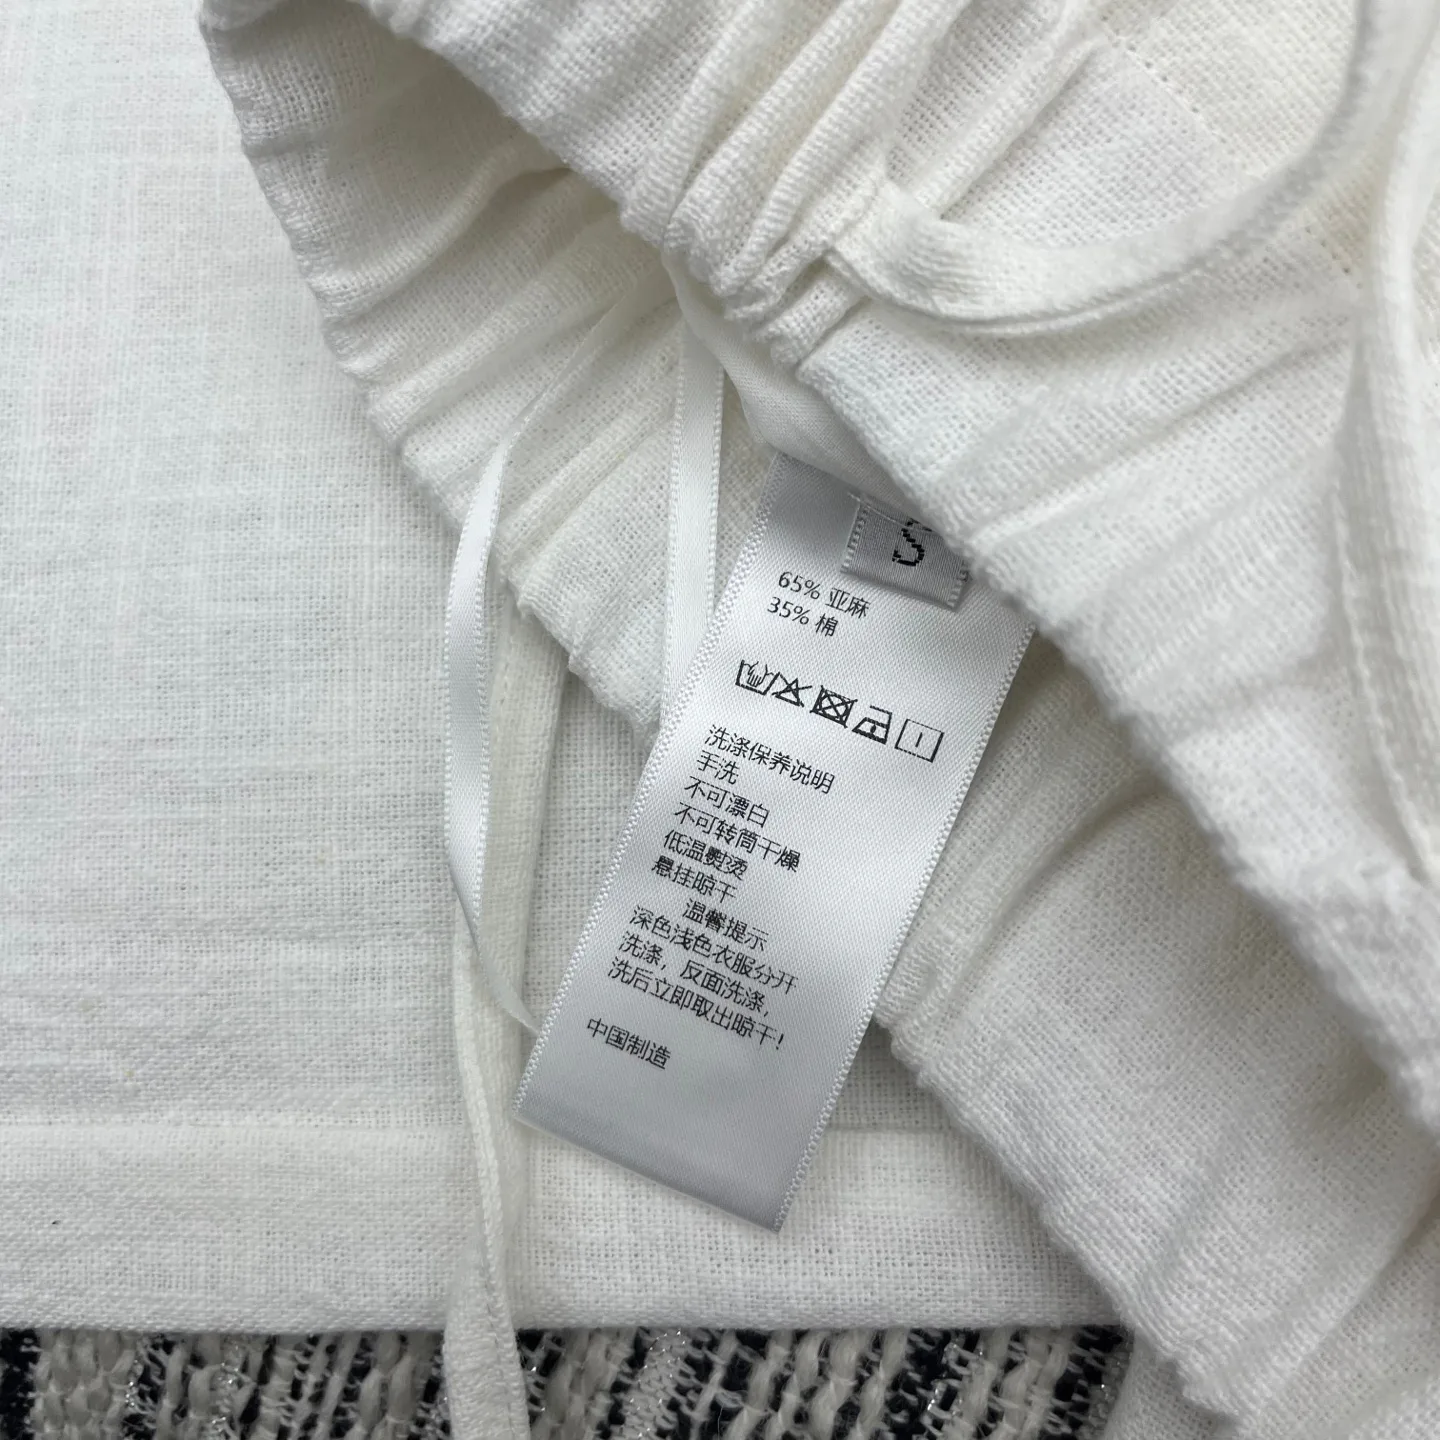 S
65% 亚麻
35% 棉
洗涤保养说明
手洗
不可漂白
不可转筒干燥
低温熨烫
悬挂晾干
温馨提示
深色浅色衣服分开
洗涤，反面洗涤，
洗后立即取出晾干！
中国制造